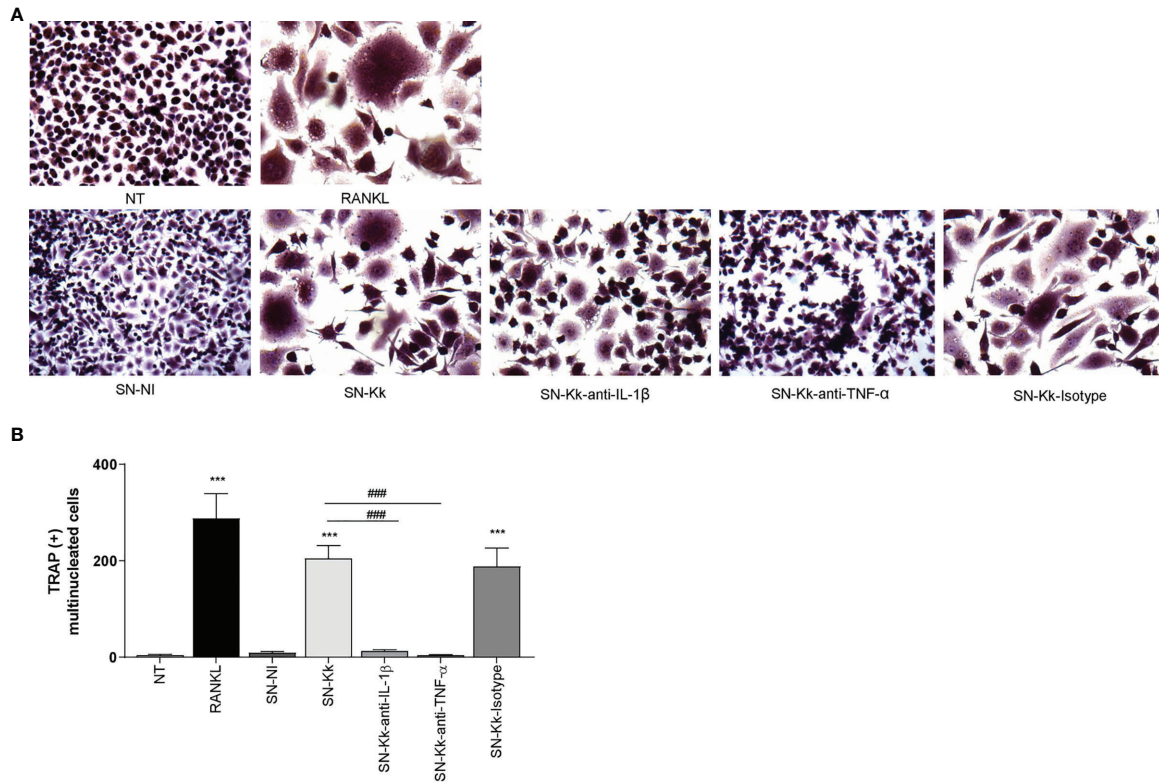 A
NT
RANKL
SN-NI
SN-Kk
SN-Kk-anti-IL-1β
SN-Kk-anti-TNF-α
SN-Kk-Isotype
B
TRAP (+)
multinucleated cells
400
200
0
***
***
###
###
***
NT
RANKL
SN-NI
SN-Kk
SN-Kk-anti-IL-1β
SN-Kk-anti-TNF-α
SN-Kk-Isotype